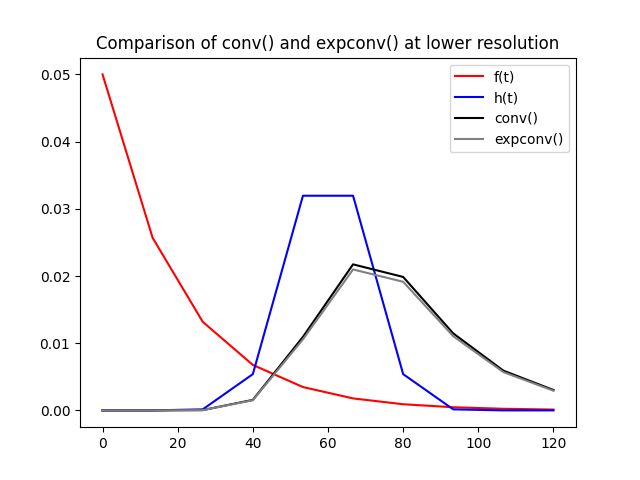 Comparison of conv() and expconv() at lower resolution
f(t)
h(t)
conv()
expconv()
0.05
0.04
0.03
0.02
0.01
0.00
0 20 40 60 80 100 120